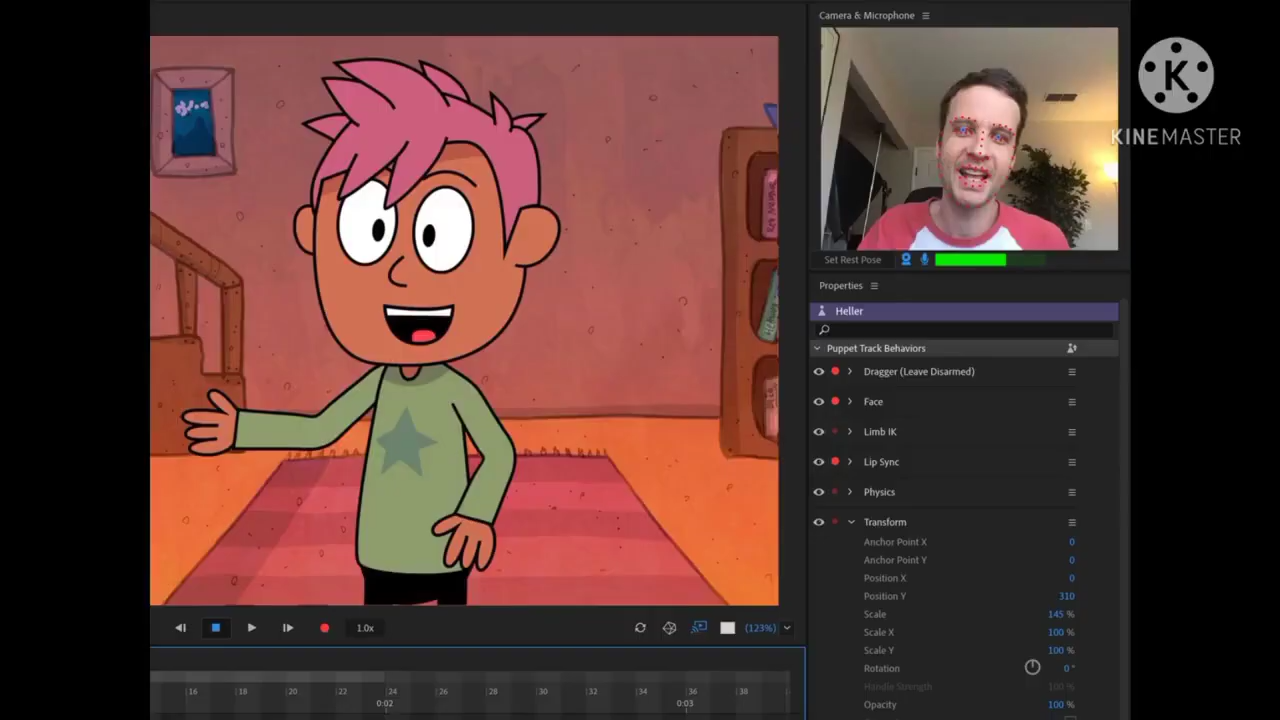 Camera & Microphone
KINEMASTER
Set Rest Pose
Properties
Heller
Puppet Track Behaviors
Dragger (Leave Disarmed)
Face
Limb IK
Lip Sync
Physics
Transform
Anchor Point X 0
Anchor Point Y 0
Position X 0
Position Y 310
Scale 145 %
Scale X 100 %
Scale Y 100 %
Rotation 0 °
Handle Strength 100 %
Opacity 100 %
1.0x
(123%)
16 18 20 22 24 26 28 30 32 34 36 38
0:02 0:03